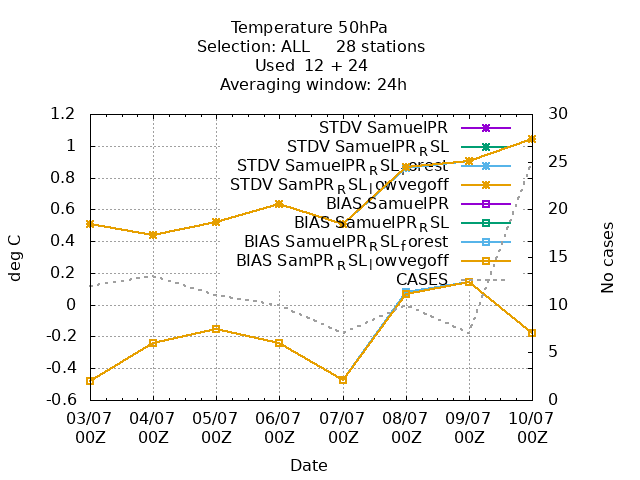 Temperature 50hPa
Selection: ALL     28 stations
Used  12 + 24
Averaging window: 24h
1.2
1
0.8
0.6
0.4
0.2
0
-0.2
-0.4
-0.6
deg C
30
25
20
15
10
5
0
No cases
STDV SamuelPR
STDV SamuelPR_RSL
STDV SamuelPR_RSL_forest
STDV SamPR_RSL_lowvegoff
BIAS SamuelPR
BIAS SamuelPR_RSL
BIAS SamuelPR_RSL_forest
BIAS SamPR_RSL_lowvegoff
CASES
03/07 04/07 05/07 06/07 07/07 08/07 09/07 10/07
00Z 00Z 00Z 00Z 00Z 00Z 00Z 00Z
Date